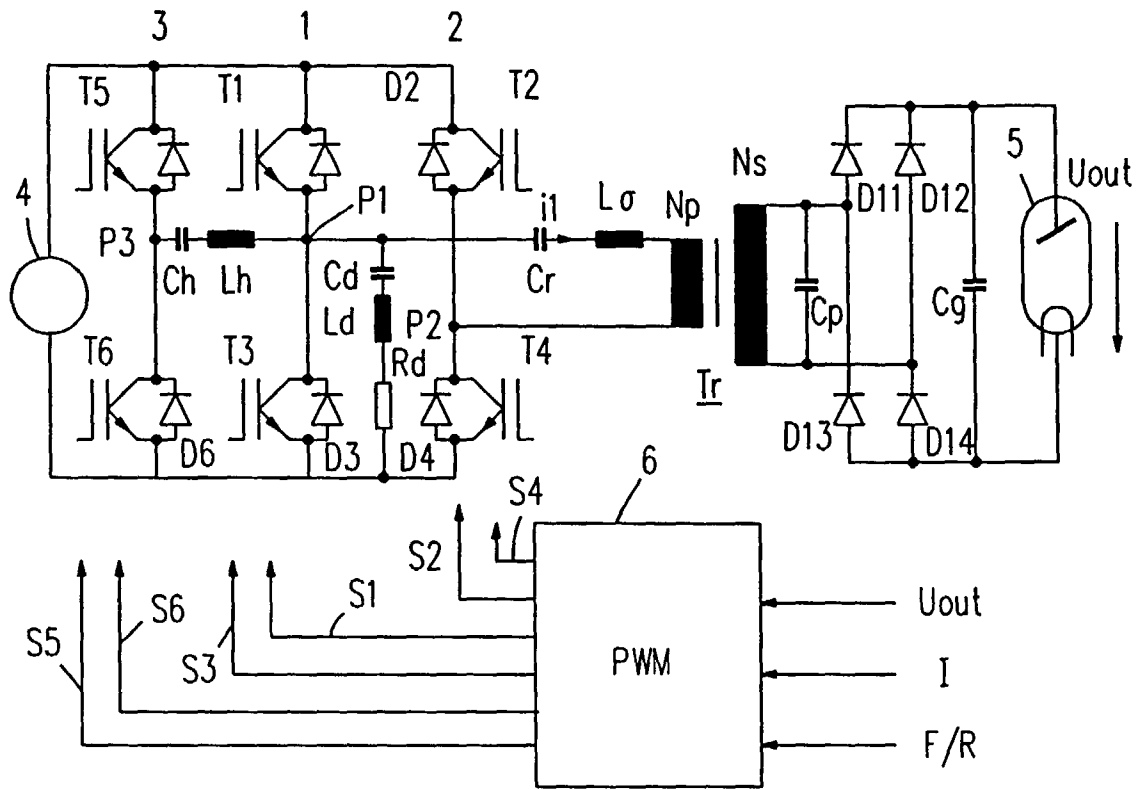 3 1 2
T5 T1 D2 T2
4 5
Ns Uout
P1 i1 Lσ Np D11 D12
P3
Ch Lh Cd Cr Cp Cg
Ld P2
T6 T3 Rd T4 Tr
D13 D14
D6 D3 D4
6
S4
S2
Uout
S1
S6
S5 S3 PWM I
F/R